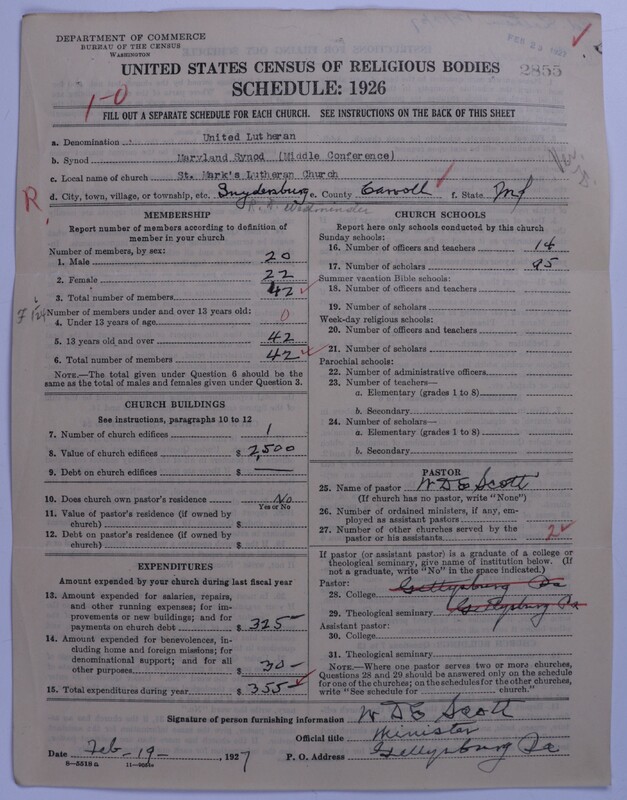 DEPARTMENT OF COMMERCE
BUREAU OF THE CENSUS
WASHINGTON
UNITED STATES CENSUS OF RELIGIOUS BODIES
2855
SCHEDULE: 1926
1-0
FILL OUT A SEPARATE SCHEDULE FOR EACH CHURCH. SEE INSTRUCTIONS ON THE BACK OF THIS SHEET
a. Denomination United Lutheran
b. Synod Maryland Synod (Middle Conference)
c. Local name of church St. Mark's Lutheran Church
R
d. City, town, village, or township, etc. Snydersburg e. County Carroll f. State Md
R.D. Westminster
MEMBERSHIP
Report number of members according to definition of
member in your church
Number of members, by sex:
1. Male 20
2. Female 22
3. Total number of members 42
Number of members under and over 13 years old:
4. Under 13 years of age 0
5. 13 years old and over 42
6. Total number of members 42
NOTE.—The total given under Question 6 should be
same as the total of males and females given under Question 3.
CHURCH BUILDINGS
See instructions, paragraphs 10 to 12
7. Number of church edifices 1
8. Value of church edifices $ 2,500
9. Debt on church edifices $ —
10. Does church own pastor's residence No
Yes or No
11. Value of pastor's residence (if owned by
church) $
12. Debt on pastor's residence (if owned by
church) $
EXPENDITURES
Amount expended by your church during last fiscal year
13. Amount expended for salaries, repairs,
and other running expenses; for im-
provements or new buildings; and for
payments on church debt $ 325–
14. Amount expended for benevolences, in-
cluding home and foreign missions; for
denominational support; and for all
other purposes $ 30–
15. Total expenditures during year $ 355–
CHURCH SCHOOLS
Report here only schools conducted by this church
Sunday schools:
16. Number of officers and teachers 14
17. Number of scholars 95
Summer vacation Bible schools:
18. Number of officers and teachers
19. Number of scholars
Week-day religious schools:
20. Number of officers and teachers
21. Number of scholars
Parochial schools:
22. Number of administrative officers
23. Number of teachers—
a. Elementary (grades 1 to 8)
b. Secondary
24. Number of scholars—
a. Elementary (grades 1 to 8)
b. Secondary
PASTOR
25. Name of pastor W D E Scott
(If church has no pastor, write "None")
26. Number of ordained ministers, if any, em-
ployed as assistant pastors
27. Number of other churches served by the
pastor or his assistants 2
If pastor (or assistant pastor) is a graduate of a college or
theological seminary, give name of institution below. (If
not a graduate, write "No" in the space indicated.)
Pastor:
28. College Gettysburg Pa
29. Theological seminary Gettysburg Pa
Assistant pastor:
30. College
31. Theological seminary
NOTE.—Where one pastor serves two or more churches,
Questions 28 and 29 should be answered only on the schedule
for one of the churches; on the schedules for the other churches,
write "See schedule for church."
Signature of person furnishing information W D E Scott
Official title Minister
Date Feb-19-, 1927 P. O. Address Gettysburg Pa